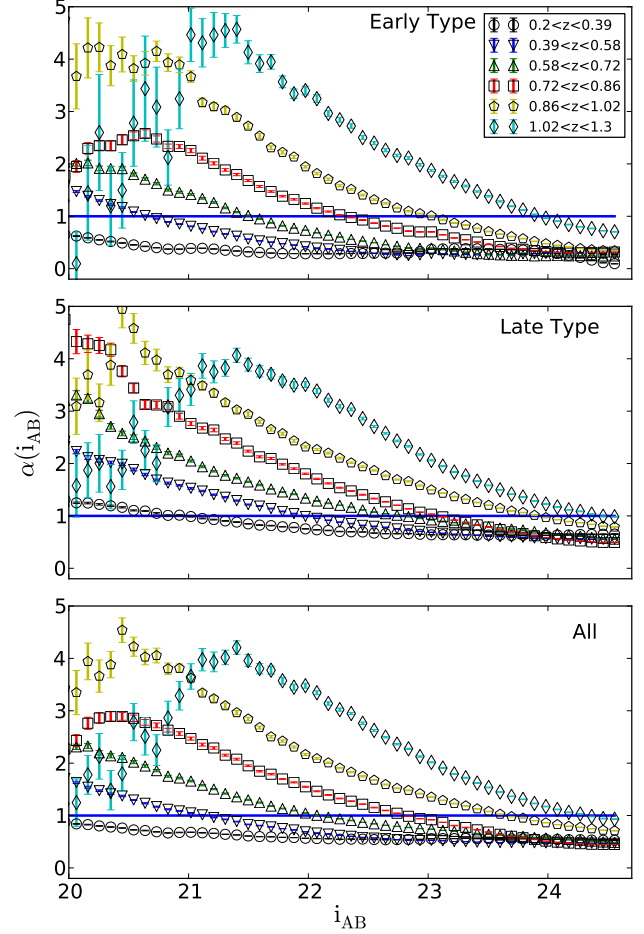 Early Type
0.2<z<0.39
0.39<z<0.58
0.58<z<0.72
0.72<z<0.86
0.86<z<1.02
1.02<z<1.3
5
4
3
2
1
0
Late Type
5
4
3
2
1
0
α(i_AB)
All
5
4
3
2
1
0
20 21 22 23 24
i_AB